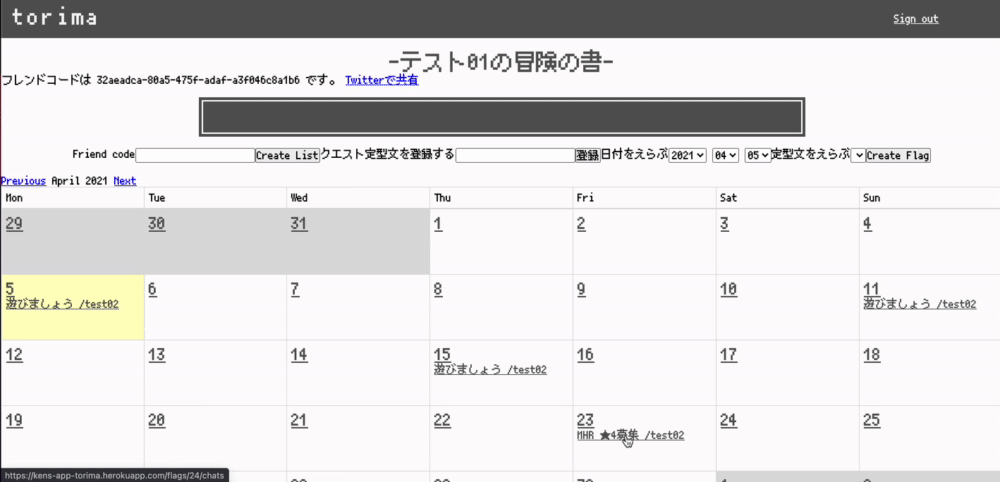 torima
Sign out
-テスト01の冒険の書-
フレンドコードは 32aeadca-80a5-475f-adaf-a3f046c8a1b6 です。 Twitterで共有
Friend code Create List クエスト定型文を登録する 登録 日付をえらぶ 2021 04 05 定型文をえらぶ Create Flag
Previous April 2021 Next
Mon Tue Wed Thu Fri Sat Sun
29 30 31 1 2 3 4
5 6 7 8 9 10 11
遊びましょう /test02 遊びましょう /test02
12 13 14 15 16 17 18
遊びましょう /test02
19 20 21 22 23 24 25
MHR ★4募集 /test02
https://kens-app-torima.herokuapp.com/flags/24/chats